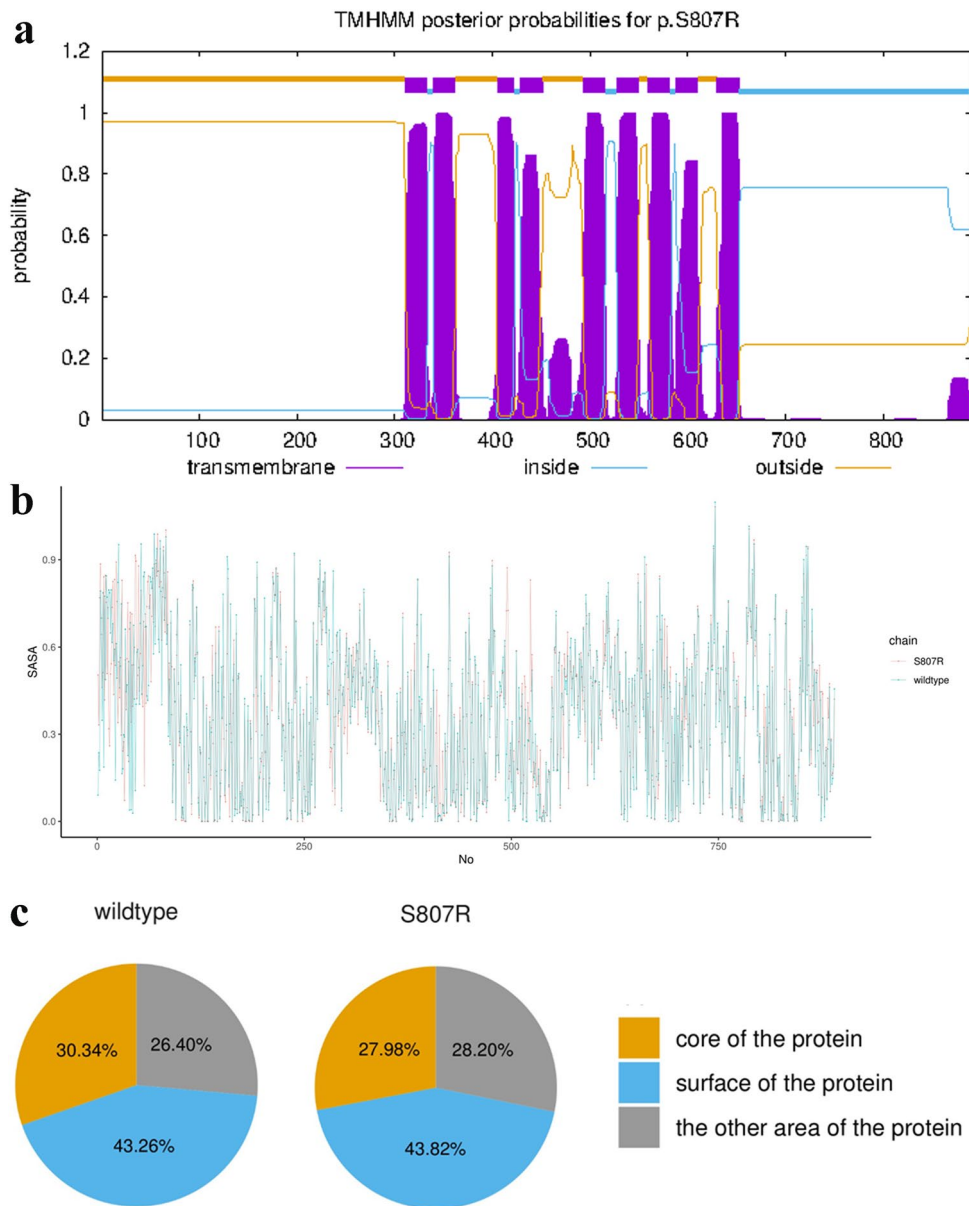 a
TMHMM posterior probabilities for p.S807R
1.2
1
0.8
0.6
0.4
0.2
0
probability
100 200 300 400 500 600 700 800
transmembrane inside outside
b
0.9
0.6
0.3
0.0
SASA
0 250 500 750
No
chain
S807R
wildtype
c
wildtype S807R
30.34% 26.40% 43.26%
27.98% 28.20% 43.82%
core of the protein
surface of the protein
the other area of the protein